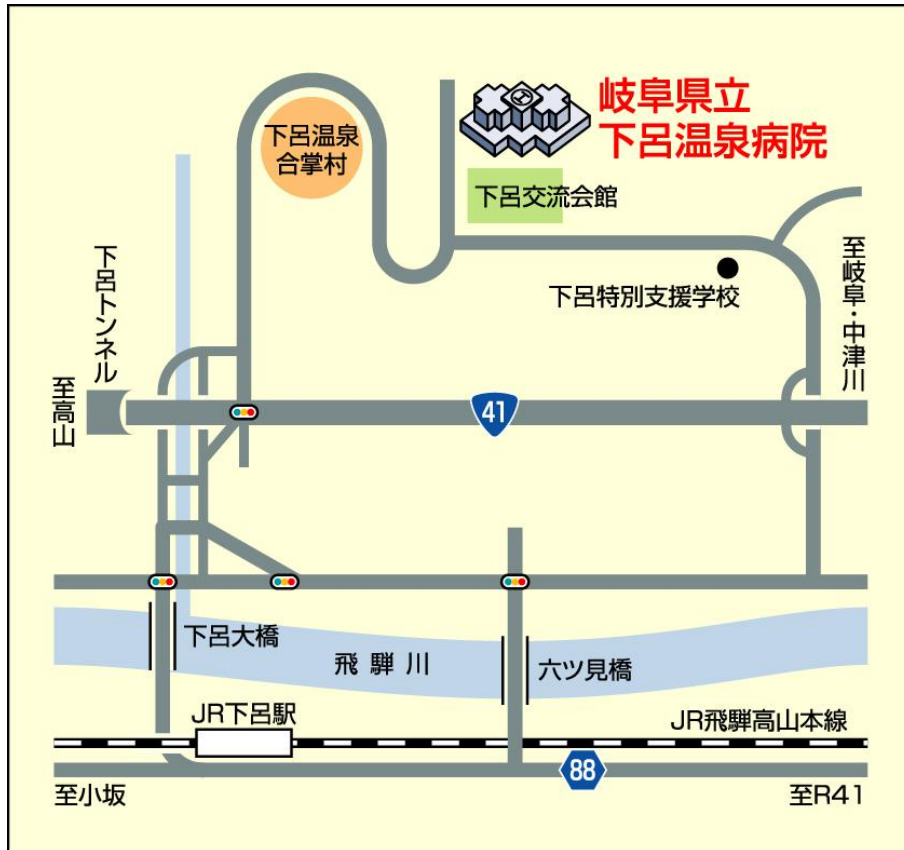 岐阜県立
下呂温泉病院
下呂温泉
合掌村
下呂交流会館
下呂特別支援学校
至岐阜・中津川
下呂トンネル
至高山
41
下呂大橋
飛騨川
六ツ見橋
JR下呂駅
JR飛騨高山本線
88
至小坂
至R41